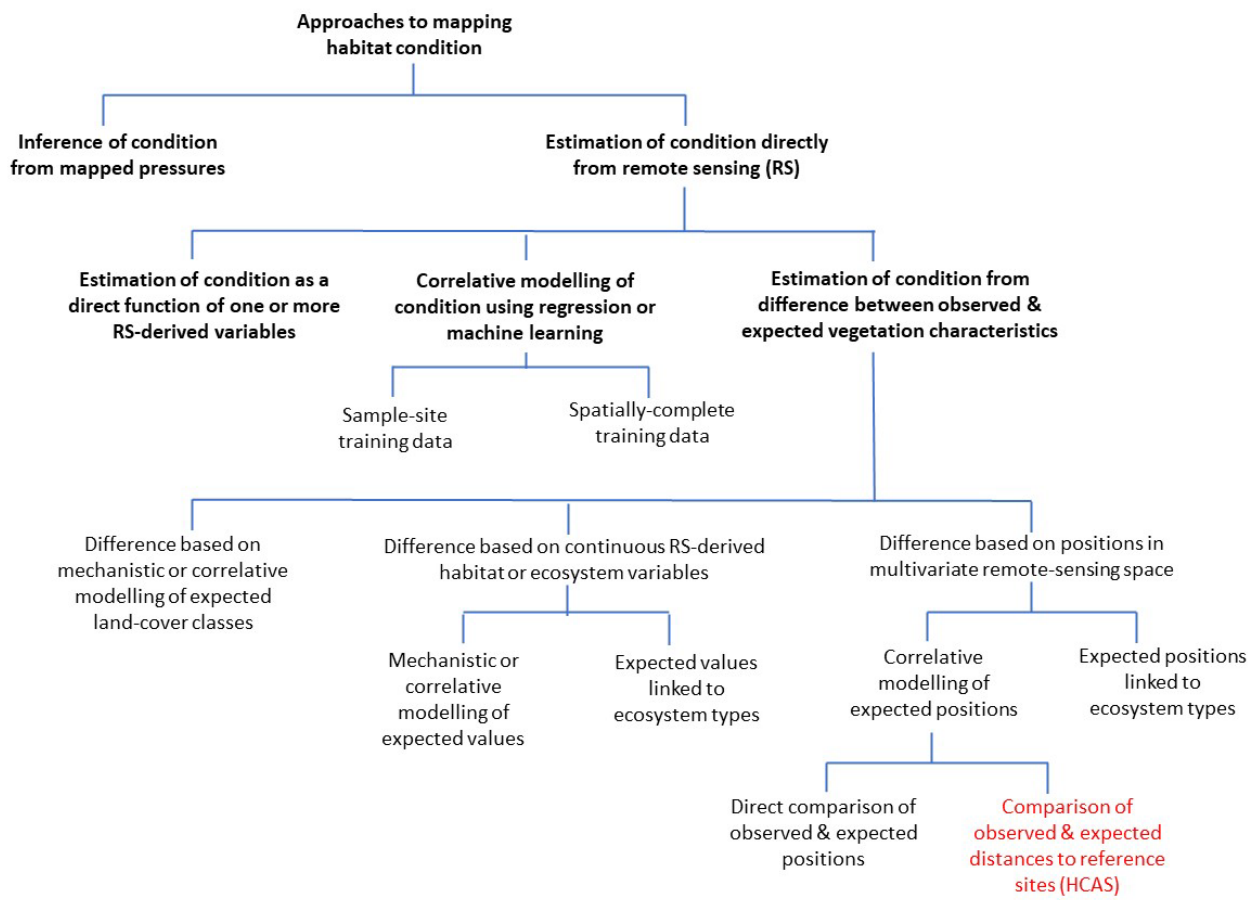 Approaches to mapping
habitat condition
Inference of condition
from mapped pressures
Estimation of condition directly
from remote sensing (RS)
Estimation of condition as a
direct function of one or more
RS-derived variables
Correlative modelling of
condition using regression or
machine learning
Estimation of condition from
difference between observed &
expected vegetation characteristics
Sample-site
training data
Spatially-complete
training data
Difference based on
mechanistic or correlative
modelling of expected
land-cover classes
Difference based on continuous RS-derived
habitat or ecosystem variables
Difference based on positions in
multivariate remote-sensing space
Mechanistic or
correlative
modelling of
expected values
Expected values
linked to
ecosystem types
Correlative
modelling of
expected positions
Expected positions
linked to
ecosystem types
Direct comparison of
observed & expected
positions
Comparison of
observed & expected
distances to reference
sites (HCAS)